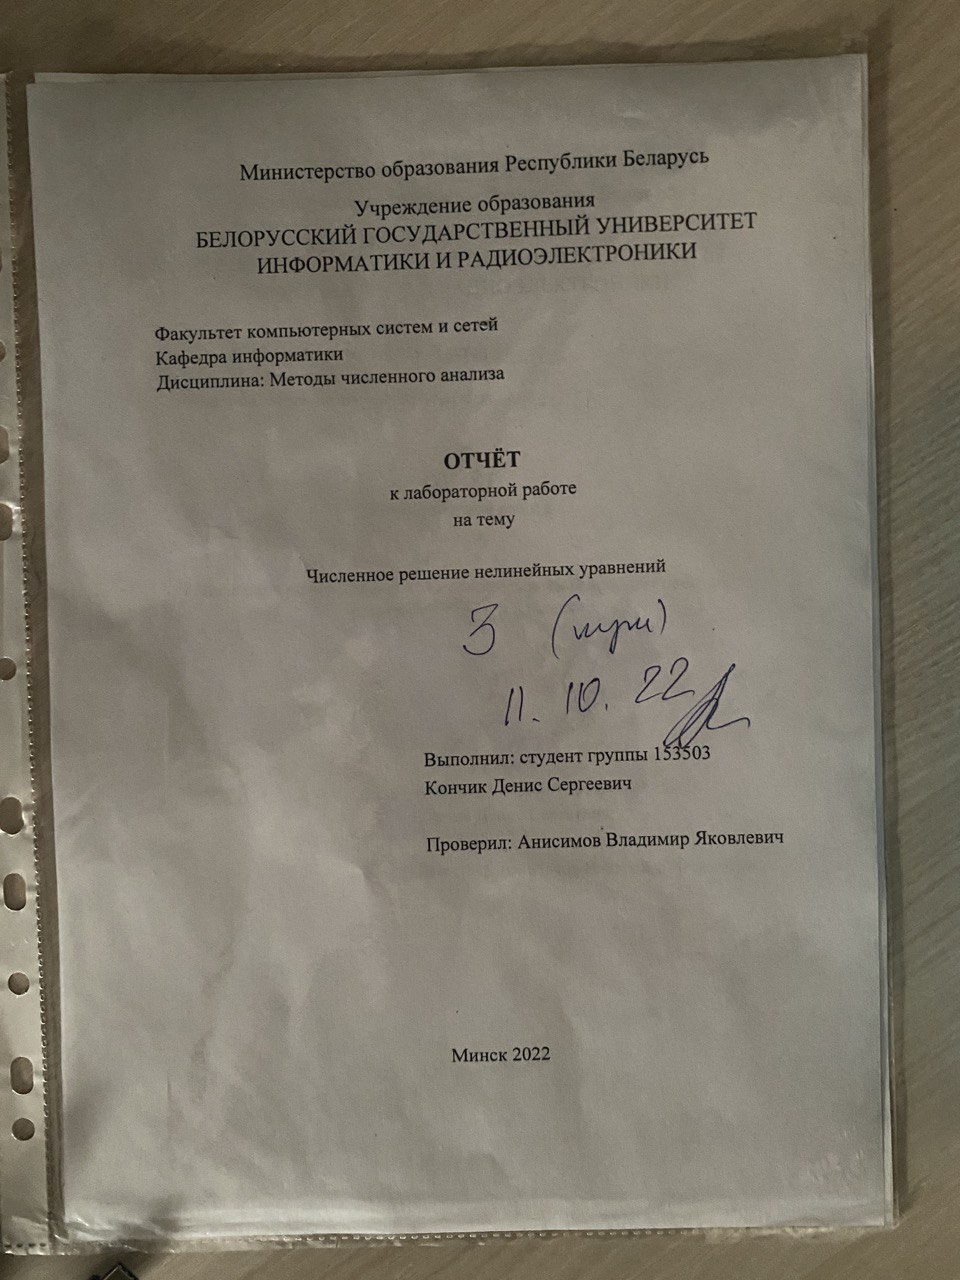 Министерство образования Республики Беларусь
Учреждение образования
БЕЛОРУССКИЙ ГОСУДАРСТВЕННЫЙ УНИВЕРСИТЕТ
ИНФОРМАТИКИ И РАДИОЭЛЕКТРОНИКИ
Факультет компьютерных систем и сетей
Кафедра информатики
Дисциплина: Методы численного анализа
ОТЧЁТ
к лабораторной работе
на тему
Численное решение нелинейных уравнений
3
11.10.22
Выполнил: студент группы 153503
Кончик Денис Сергеевич
Проверил: Анисимов Владимир Яковлевич
Минск 2022